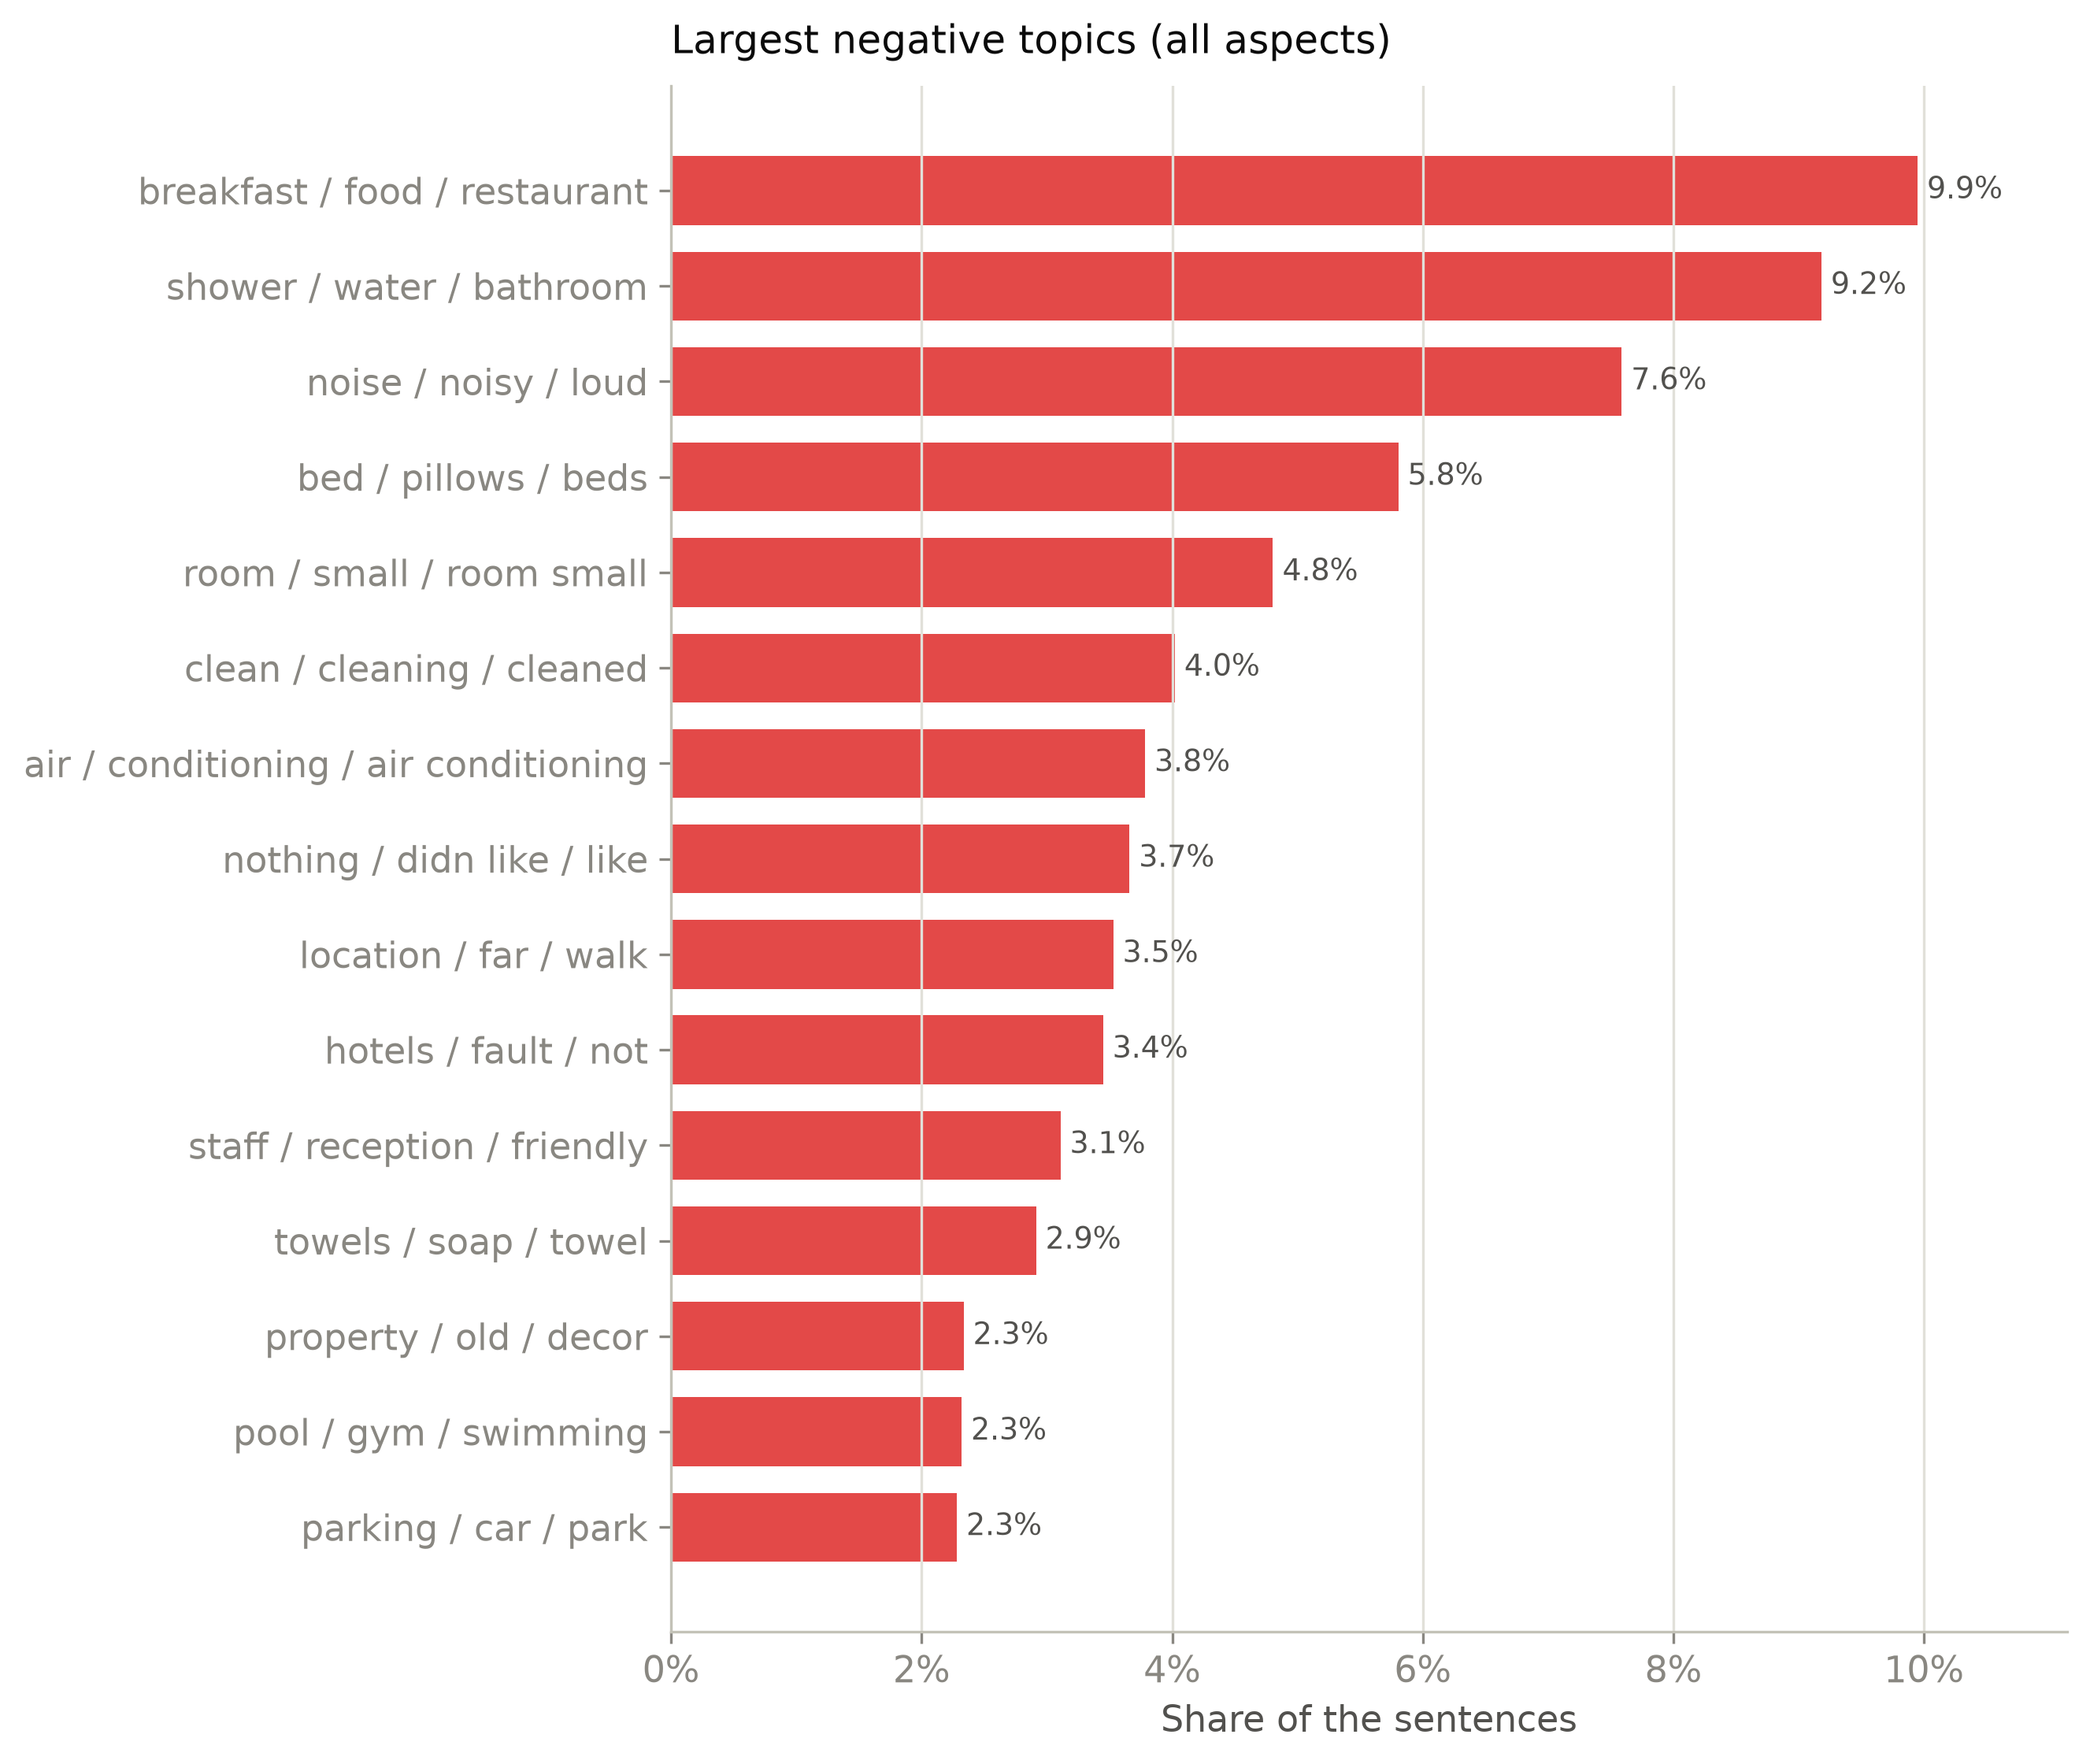 Largest negative topics (all aspects)
breakfast / food / restaurant 9.9%
shower / water / bathroom 9.2%
noise / noisy / loud 7.6%
bed / pillows / beds 5.8%
room / small / room small 4.8%
clean / cleaning / cleaned 4.0%
air / conditioning / air conditioning 3.8%
nothing / didn like / like 3.7%
location / far / walk 3.5%
hotels / fault / not 3.4%
staff / reception / friendly 3.1%
towels / soap / towel 2.9%
property / old / decor 2.3%
pool / gym / swimming 2.3%
parking / car / park 2.3%
0% 2% 4% 6% 8% 10%
Share of the sentences